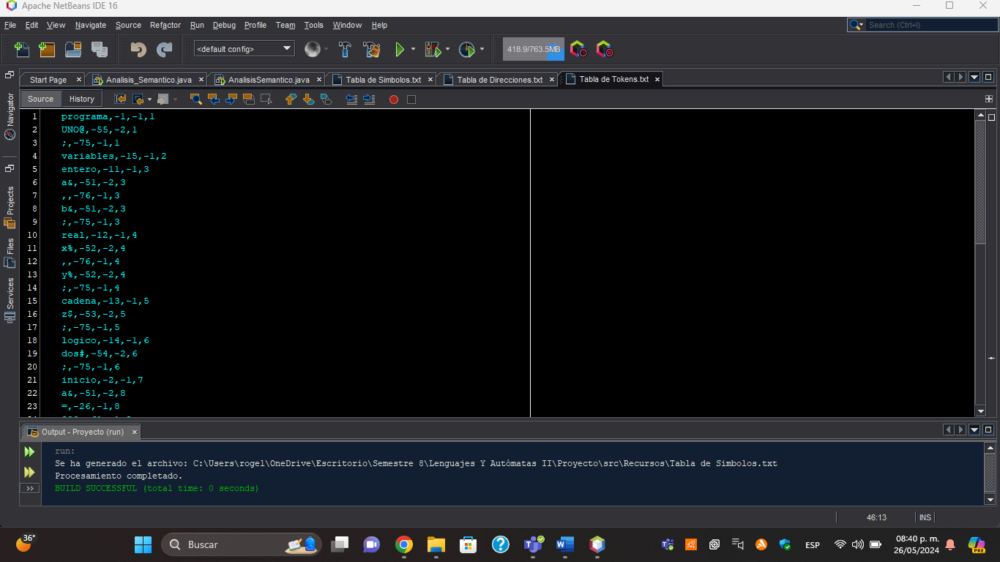 Apache NetBeans IDE 16
File Edit View Navigate Source Refactor Run Debug Profile Team Tools Window Help
Search (Ctrl+I)
<default config>
418.9/763.5MB
Start Page Analisis_Semantico.java AnalisisSemantico.java Tabla de Simbolos.txt Tabla de Direcciones.txt Tabla de Tokens.txt
Source History
Navigator
Projects
Files
Services
1 programa,-1,-1,1
2 UNO@,-55,-2,1
3 ;,-75,-1,1
4 variables,-15,-1,2
5 entero,-11,-1,3
6 a&,-51,-2,3
7 ,,-76,-1,3
8 b&,-51,-2,3
9 ;,-75,-1,3
10 real,-12,-1,4
11 x%,-52,-2,4
12 ,,-76,-1,4
13 y%,-52,-2,4
14 ;,-75,-1,4
15 cadena,-13,-1,5
16 z$,-53,-2,5
17 ;,-75,-1,5
18 logico,-14,-1,6
19 dos#,-54,-2,6
20 ;,-75,-1,6
21 inicio,-2,-1,7
22 a&,-51,-2,8
23 =,-26,-1,8
Output - Proyecto (run)
run:
Se ha generado el archivo: C:\Users\rogel\OneDrive\Escritorio\Semestre 8\Lenguajes Y Autómatas II\Proyecto\src\Recursos\Tabla de Simbolos.txt
Procesamiento completado.
BUILD SUCCESSFUL (total time: 0 seconds)
46:13 INS
36°
Buscar
ESP
08:40 p. m.
26/05/2024
PRE